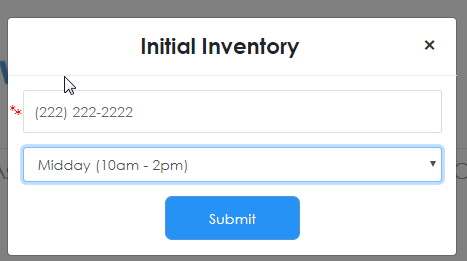 Initial Inventory ×
** (222) 222-2222
Midday (10am - 2pm)
Submit